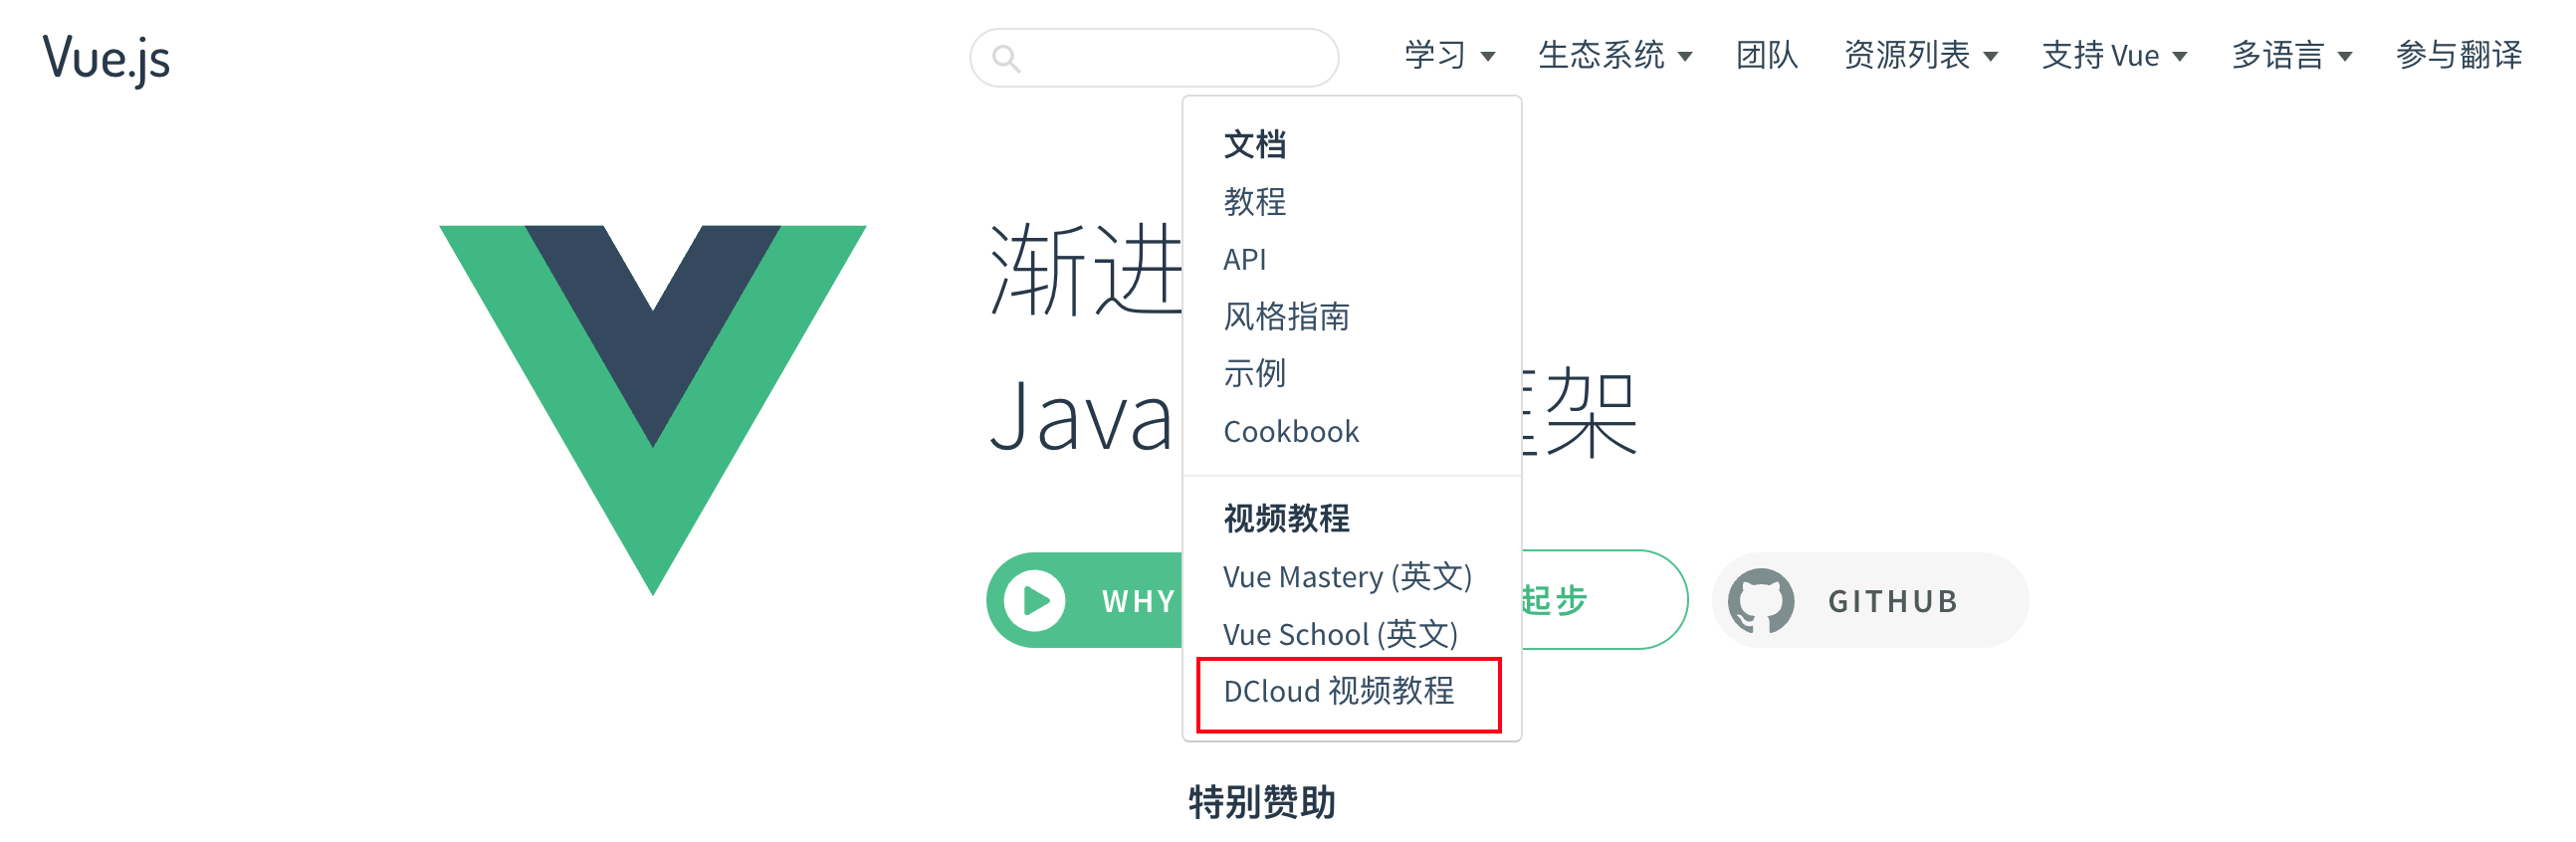 Vue.js
学习 生态系统 团队 资源列表 支持 Vue 多语言 参与翻译
文档
教程
API
风格指南
示例
Cookbook
视频教程
Vue Mastery (英文)
Vue School (英文)
DCloud 视频教程
渐进
Java 架
WHY 起步 GITHUB
特别赞助